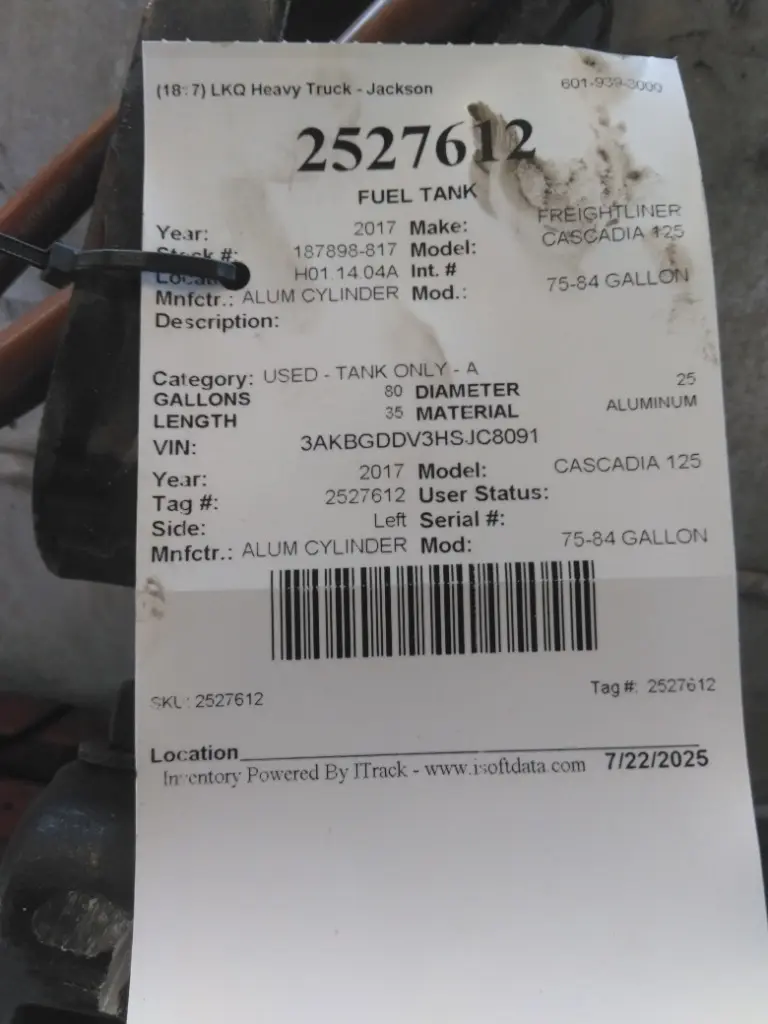 (18: 7) LKQ Heavy Truck - Jackson 601-939-3000
2527612
FUEL TANK
Year: 2017 Make: FREIGHTLINER
Stock #: 187898-817 Model: CASCADIA 125
Location H01.14.04A Int. #
Mnfctr.: ALUM CYLINDER Mod.: 75-84 GALLON
Description:
Category: USED - TANK ONLY - A
GALLONS 80 DIAMETER 25
LENGTH 35 MATERIAL ALUMINUM
VIN: 3AKBGDDV3HSJC8091
Year: 2017 Model: CASCADIA 125
Tag #: 2527612 User Status:
Side: Left Serial #:
Mnfctr.: ALUM CYLINDER Mod: 75-84 GALLON
SKU: 2527612 Tag #: 2527612
Location
Inventory Powered By ITrack - www.isoftdata.com 7/22/2025